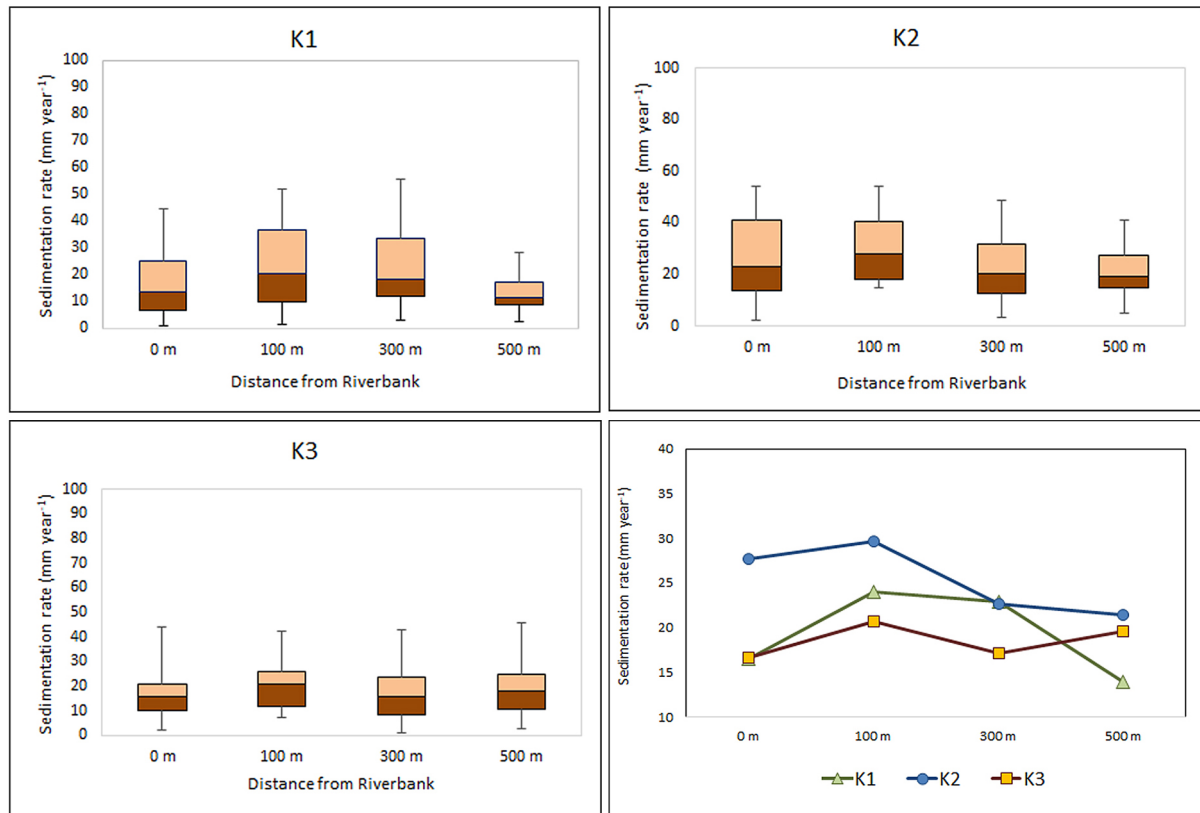 K1
Sedimentation rate (mm year⁻¹)
100
90
80
70
60
50
40
30
20
10
0
0 m 100 m 300 m 500 m
Distance from Riverbank
K2
Sedimentation rate (mm year⁻¹)
100
80
60
40
20
0
0 m 100 m 300 m 500 m
Distance from Riverbank
K3
Sedimentation rate (mm year⁻¹)
100
90
80
70
60
50
40
30
20
10
0
0 m 100 m 300 m 500 m
Distance from Riverbank
Sedimentation rate(mm year⁻¹)
40
35
30
25
20
15
10
0 m 100 m 300 m 500 m
K1 K2 K3